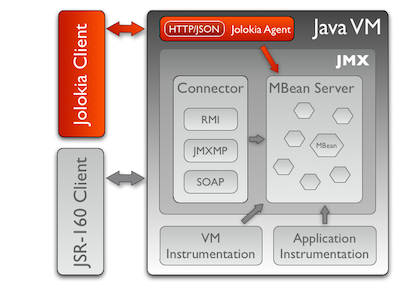 Jolokia Client
HTTP/JSON Jolokia Agent
Java VM
JMX
Connector
RMI
JMXMP
SOAP
MBean Server
MBean
JSR-160 Client
VM
Instrumentation
Application
Instrumentation